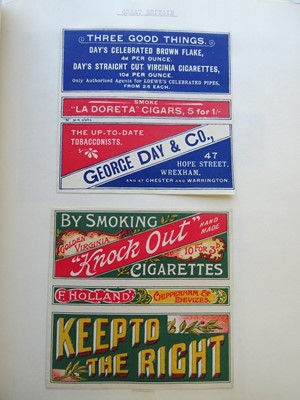 GREAT BRITAIN
THREE GOOD THINGS.
DAY'S CELEBRATED BROWN FLAKE,
4d PER OUNCE.
DAY'S STRAIGHT CUT VIRGINIA CIGARETTES,
10d PER OUNCE.
Only Authorised Agents for LOEWE'S CELEBRATED PIPES,
FROM 2/6 EACH.
SMOKE
"LA DORETA" CIGARS, 5 for 1/-
THE UP-TO-DATE
TOBACCONISTS.
GEORGE DAY & Co.,
47
HOPE STREET,
WREXHAM.
AND AT CHESTER AND WARRINGTON.
BY SMOKING
GOLDEN VIRGINIA
"Knock Out"
HAND MADE
10 FOR 3D
CIGARETTES
F. HOLLAND,
CHIPPENHAM & DEVIZES.
KEEP TO
THE RIGHT